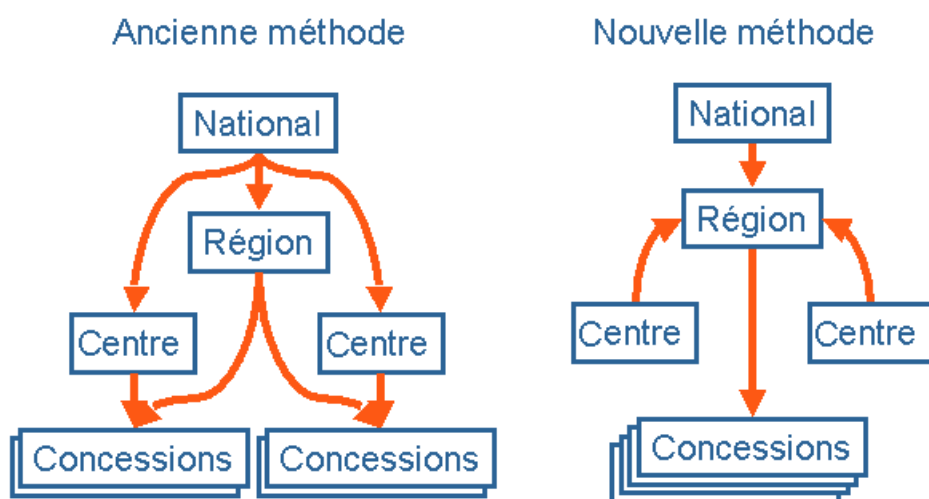 Ancienne méthode
National
Région
Centre
Centre
Concessions
Concessions
Nouvelle méthode
National
Région
Centre
Centre
Concessions